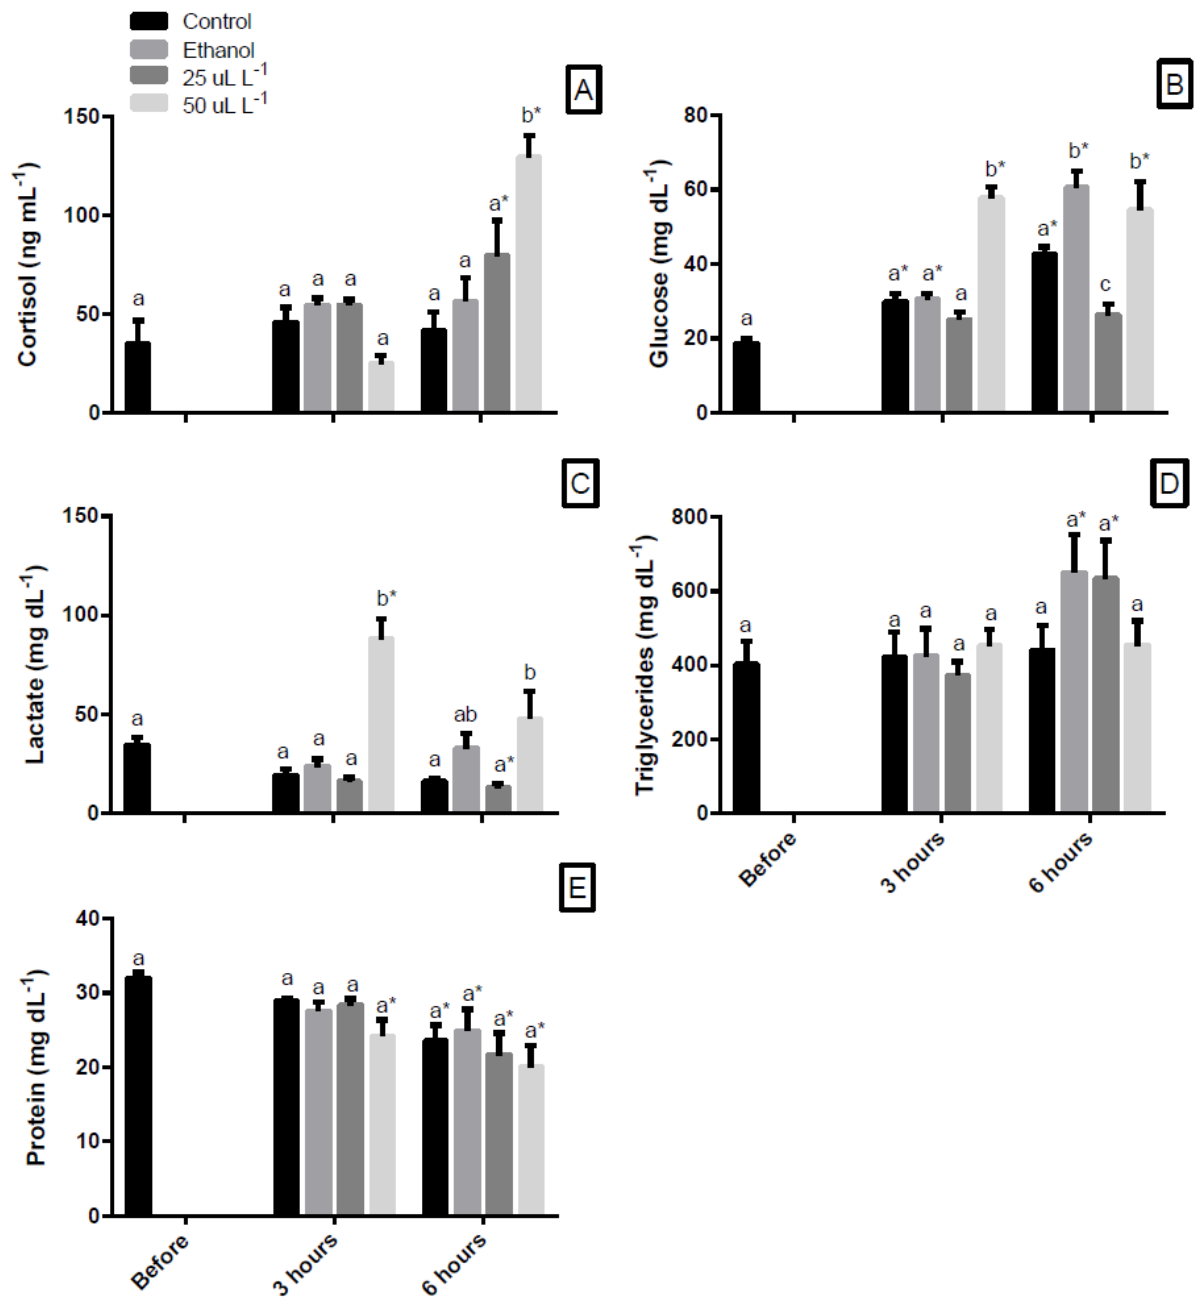 Control
Ethanol
25 uL L⁻¹
50 uL L⁻¹
A
Cortisol (ng mL⁻¹)
150
100
50
0
a
a
a
a
a
a
a
a*
b*
B
Glucose (mg dL⁻¹)
80
60
40
20
0
a
a*
a*
a
b*
a*
b*
c
b*
C
Lactate (mg dL⁻¹)
150
100
50
0
a
a
a
a
b*
a
ab
a*
b
D
Triglycerides (mg dL⁻¹)
800
600
400
200
0
a
a
a
a
a
a
a*
a*
a
Before
3 hours
6 hours
E
Protein (mg dL⁻¹)
40
30
20
10
0
a
a
a
a
a*
a*
a*
a*
a*
Before
3 hours
6 hours